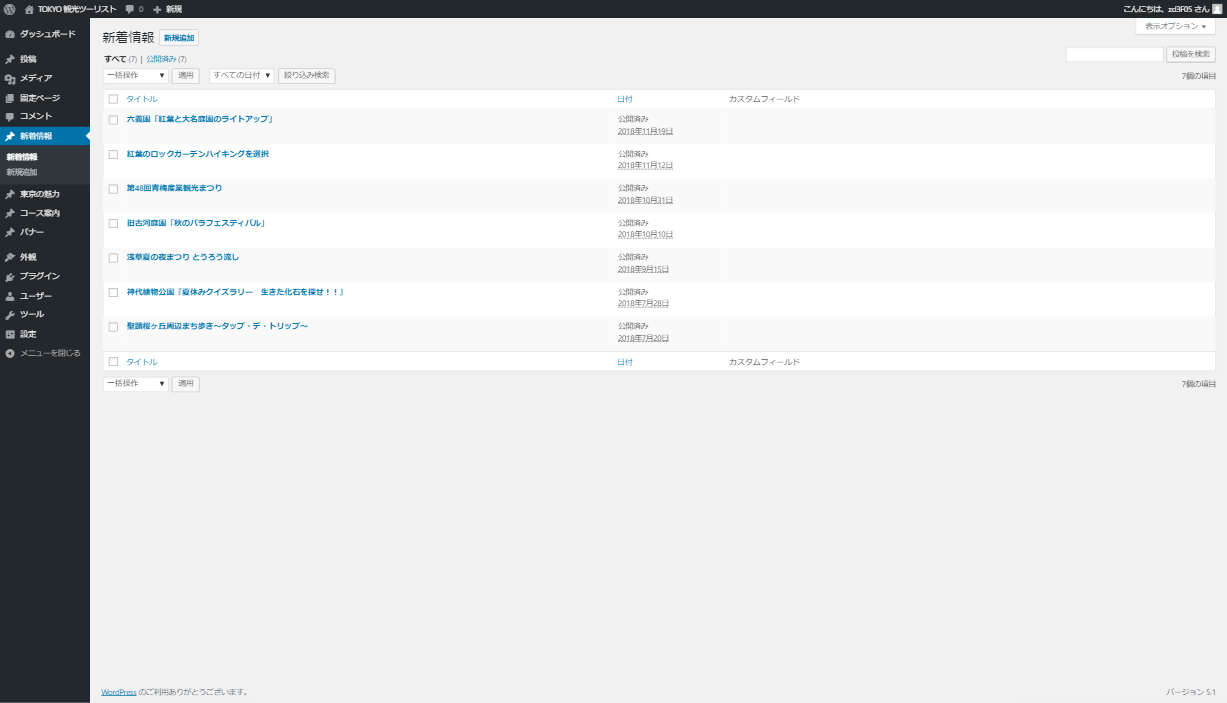 TOKYO 観光ツーリスト 0 新規 こんにちは、zd3F05 さん
ダッシュボード
投稿
メディア
固定ページ
コメント
新着情報
新着情報
新規追加
東京の魅力
コース案内
バナー
外観
プラグイン
ユーザー
ツール
設定
メニューを閉じる
表示オプション ▼
新着情報 新規追加
すべて (7) | 公開済み (7)
投稿を検索
一括操作 ▼ 適用 すべての日付 ▼ 絞り込み検索 7個の項目
タイトル 日付 カスタムフィールド
六義園「紅葉と大名庭園のライトアップ」 公開済み
2018年11月19日
紅葉のロックガーデンハイキングを選択 公開済み
2018年11月12日
第48回青梅産業観光まつり 公開済み
2018年10月31日
旧古河庭園「秋のバラフェスティバル」 公開済み
2018年10月10日
浅草夏の夜まつり とうろう流し 公開済み
2018年9月15日
神代植物公園『夏休みクイズラリー　生きた化石を探せ！！』 公開済み
2018年7月28日
聖蹟桜ヶ丘周辺まち歩き～タップ・デ・トリップ～ 公開済み
2018年7月20日
タイトル 日付 カスタムフィールド
一括操作 ▼ 適用 7個の項目
WordPress のご利用ありがとうございます。 バージョン 5.1